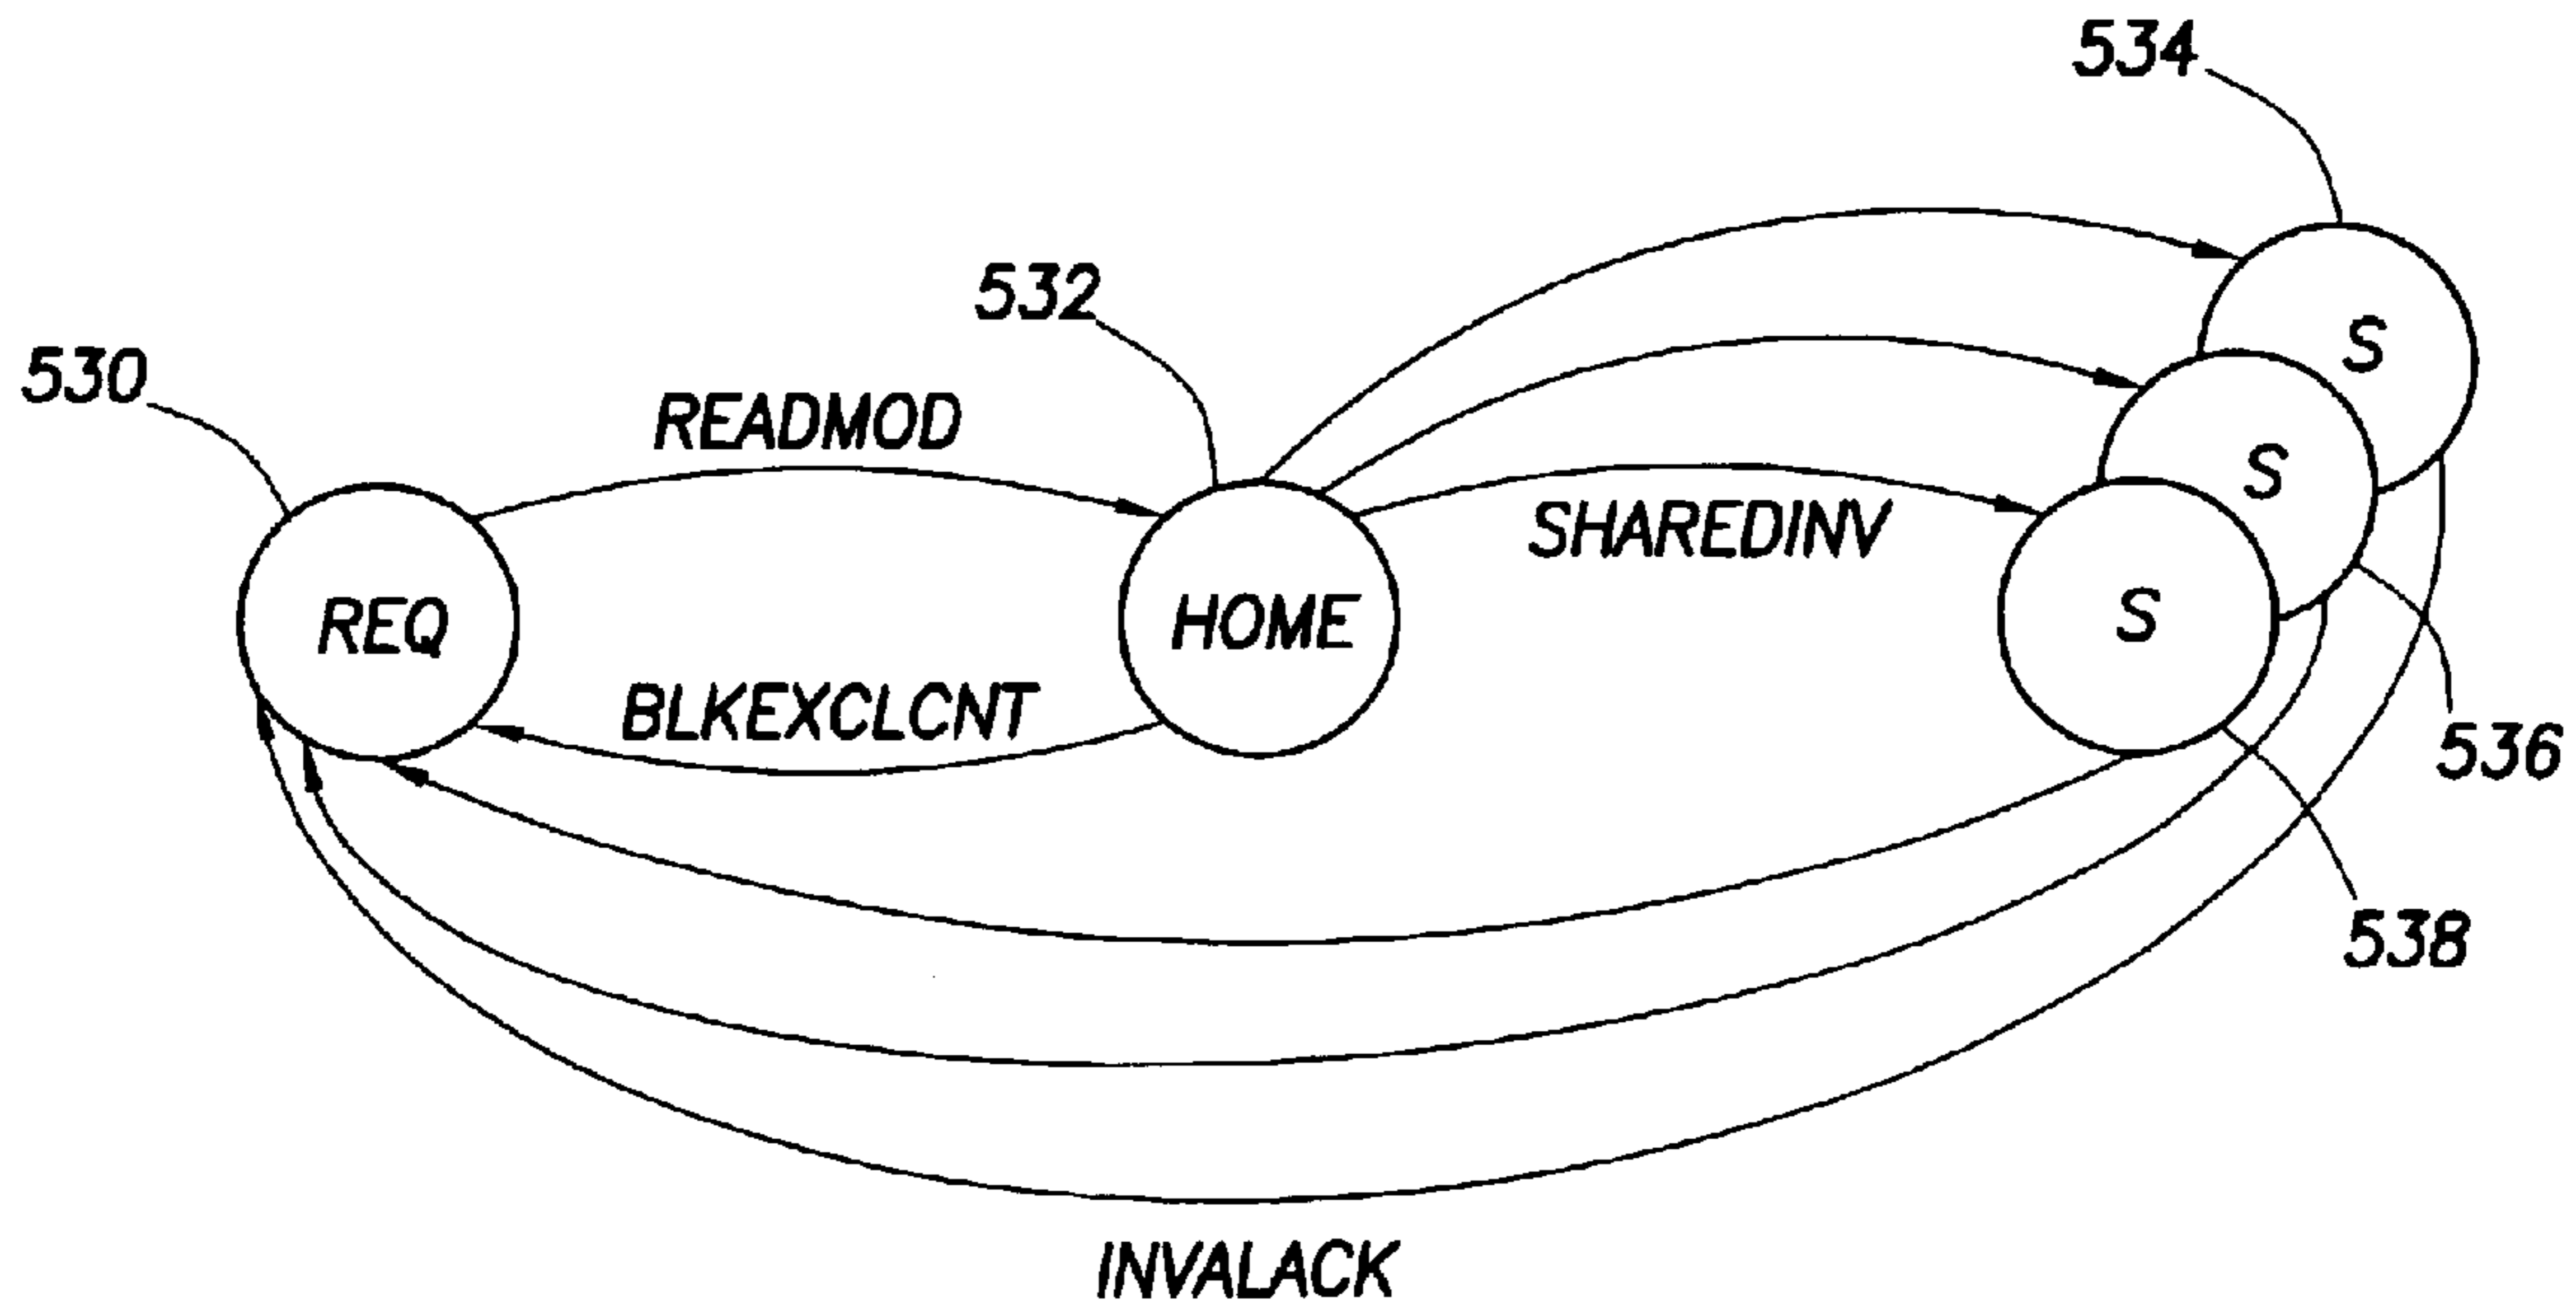 534
532
530
READMOD
S
S
SHAREDINV
REQ
HOME
S
BLKEXCLCNT
536
538
INVALACK